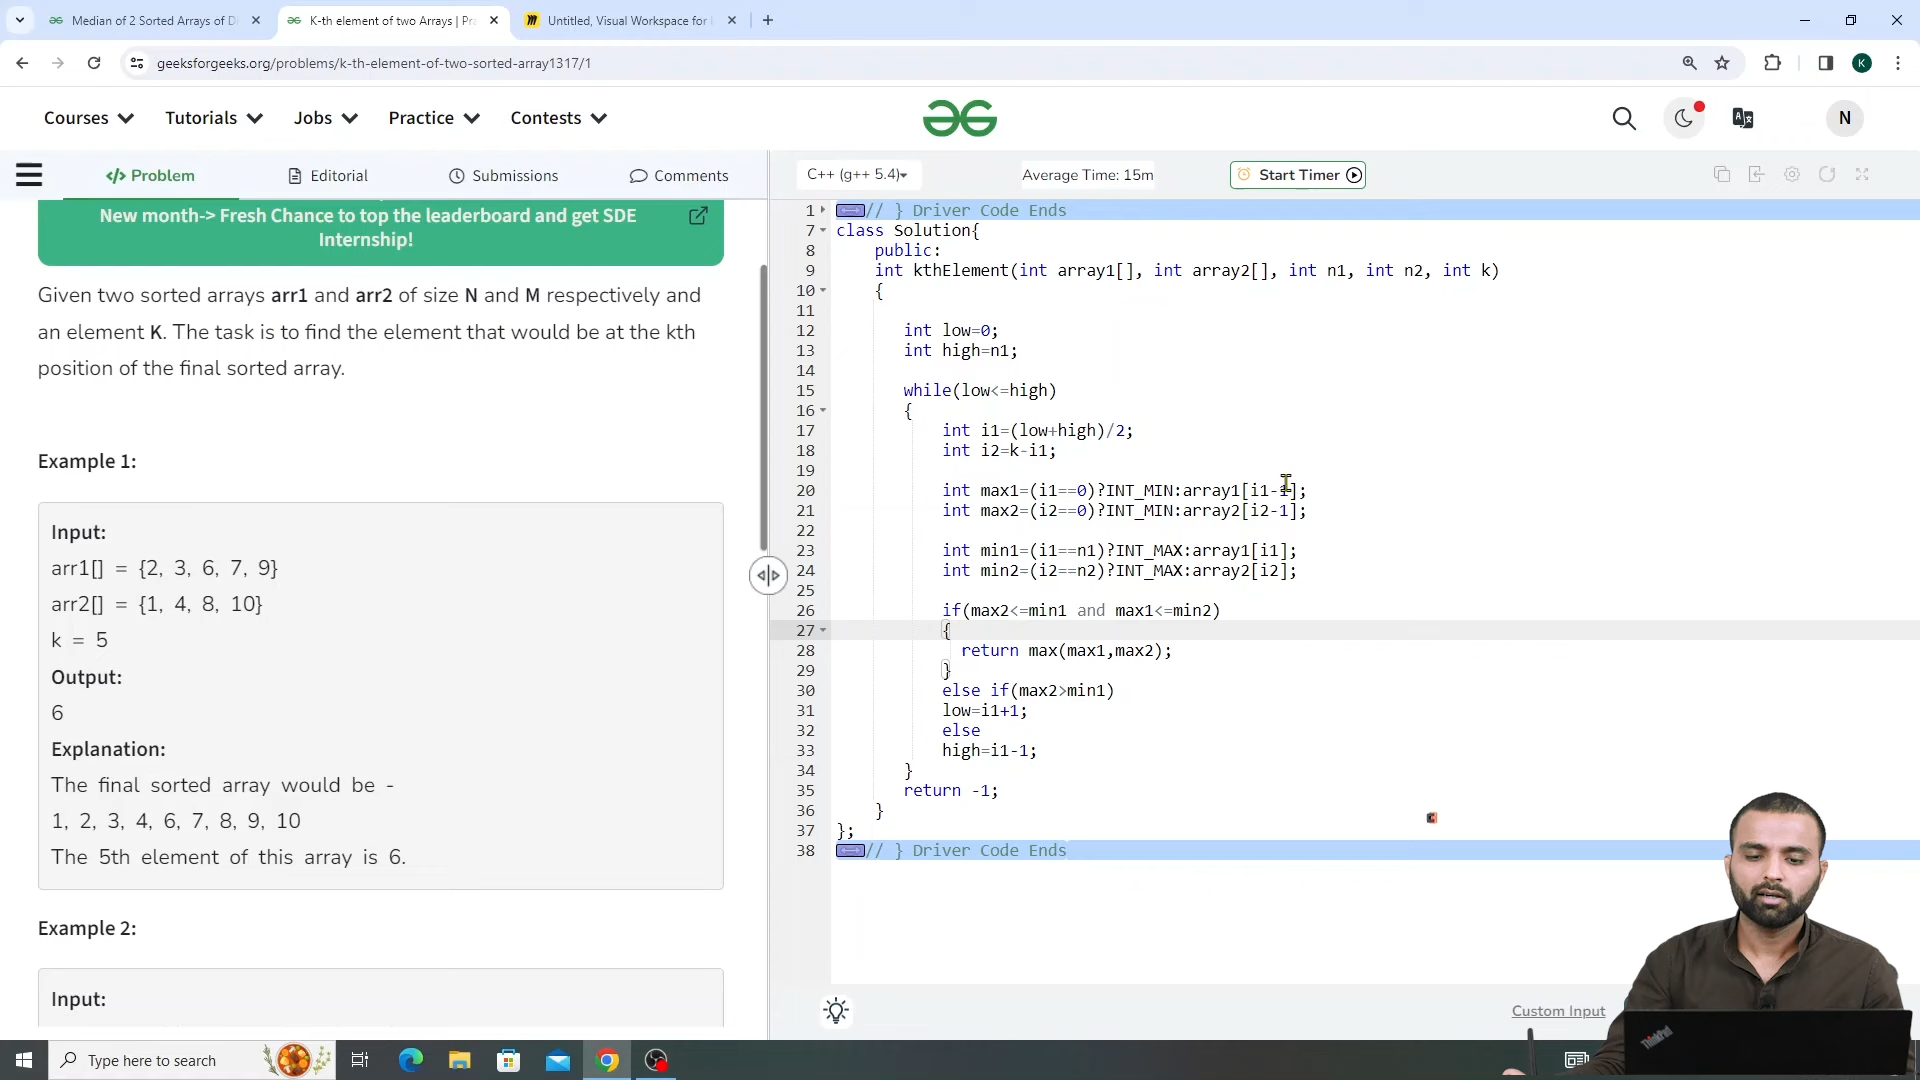 Median of 2 Sorted Arrays of D
K-th element of two Arrays | Pra
Untitled, Visual Workspace for
geeksforgeeks.org/problems/k-th-element-of-two-sorted-array1317/1
K
Courses
Tutorials
Jobs
Practice
Contests
N
</> Problem
Editorial
Submissions
Comments
C++ (g++ 5.4)
Average Time: 15m
Start Timer
New month-> Fresh Chance to top the leaderboard and get SDE
Internship!
Given two sorted arrays arr1 and arr2 of size N and M respectively and
an element K. The task is to find the element that would be at the kth
position of the final sorted array.
Example 1:
Input:
arr1[] = {2, 3, 6, 7, 9}
arr2[] = {1, 4, 8, 10}
k = 5
Output:
6
Explanation:
The final sorted array would be -
1, 2, 3, 4, 6, 7, 8, 9, 10
The 5th element of this array is 6.
Example 2:
Input:
1 // } Driver Code Ends
7 class Solution{
8 public:
9 int kthElement(int array1[], int array2[], int n1, int n2, int k)
10 {
11
12 int low=0;
13 int high=n1;
14
15 while(low<=high)
16 {
17 int i1=(low+high)/2;
18 int i2=k-i1;
19
20 int max1=(i1==0)?INT_MIN:array1[i1-1];
21 int max2=(i2==0)?INT_MIN:array2[i2-1];
22
23 int min1=(i1==n1)?INT_MAX:array1[i1];
24 int min2=(i2==n2)?INT_MAX:array2[i2];
25
26 if(max2<=min1 and max1<=min2)
27 {
28 return max(max1,max2);
29 }
30 else if(max2>min1)
31 low=i1+1;
32 else
33 high=i1-1;
34 }
35 return -1;
36 }
37 };
38 // } Driver Code Ends
Custom Input
Type here to search
ThinkPad